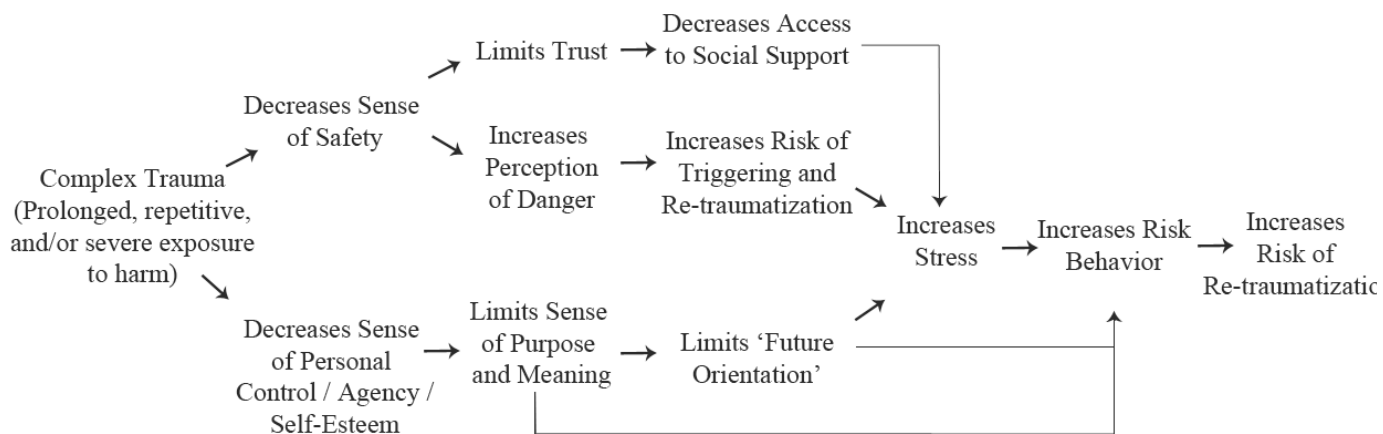 Limits Trust
Decreases Access
to Social Support
Decreases Sense
of Safety
Increases
Perception
of Danger
Increases Risk of
Triggering and
Re-traumatization
Complex Trauma
(Prolonged, repetitive,
and/or severe exposure
to harm)
Increases
Stress
Increases Risk
Behavior
Increases
Risk of
Re-traumatizatio
Decreases Sense
of Personal
Control / Agency /
Self-Esteem
Limits Sense
of Purpose
and Meaning
Limits ‘Future
Orientation’